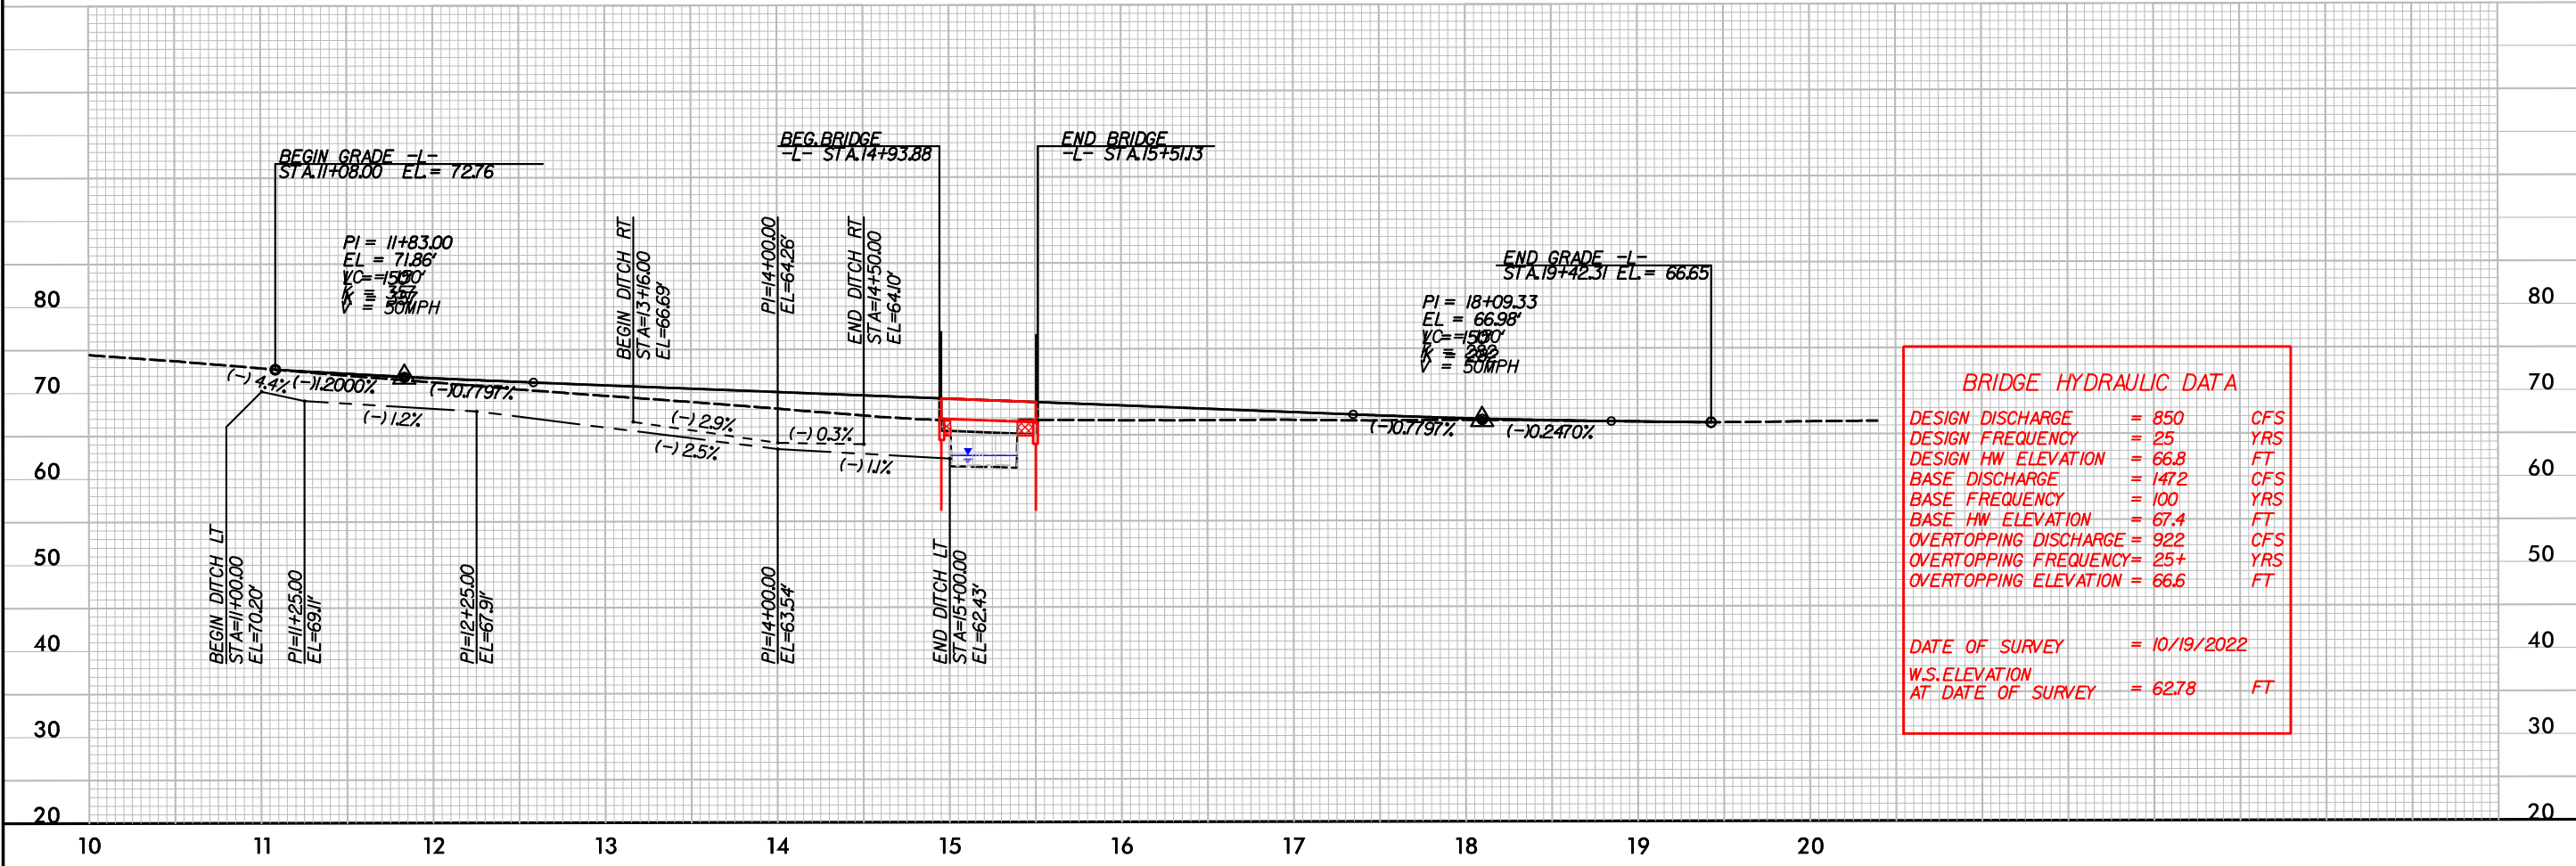 BEGIN GRADE -L-
STA.11+08.00 EL.= 72.76
BEG.BRIDGE
-L- STA.14+93.88
END BRIDGE
-L- STA.15+51.13
PI = 11+83.00
EL = 71.86'
V = 50MPH
BEGIN DITCH RT
STA=13+16.00
EL=66.69'
PI=14+00.00
EL=64.26'
END DITCH RT
STA=14+50.00
EL=64.10'
END GRADE -L-
STA.19+42.31 EL.= 66.65
PI = 18+09.33
EL = 66.98'
V = 50MPH
(-) 4.4%
(-)1.2000%
(-)0.7797%
(-) 1.2%
(-) 2.9%
(-) 0.3%
(-) 2.5%
(-) 1.1%
(-)0.7797%
(-)0.2470%
BEGIN DITCH LT
STA=11+00.00
EL=70.20'
PI=11+25.00
EL=69.11'
PI=12+25.00
EL=67.91'
PI=14+00.00
EL=63.54'
END DITCH LT
STA=15+00.00
EL=62.43'
BRIDGE HYDRAULIC DATA
DESIGN DISCHARGE = 850 CFS
DESIGN FREQUENCY = 25 YRS
DESIGN HW ELEVATION = 66.8 FT
BASE DISCHARGE = 1472 CFS
BASE FREQUENCY = 100 YRS
BASE HW ELEVATION = 67.4 FT
OVERTOPPING DISCHARGE = 922 CFS
OVERTOPPING FREQUENCY = 25+ YRS
OVERTOPPING ELEVATION = 66.6 FT
DATE OF SURVEY = 10/19/2022
W.S.ELEVATION
AT DATE OF SURVEY = 62.78 FT
80
70
60
50
40
30
20
80
70
60
50
40
30
20
10 11 12 13 14 15 16 17 18 19 20